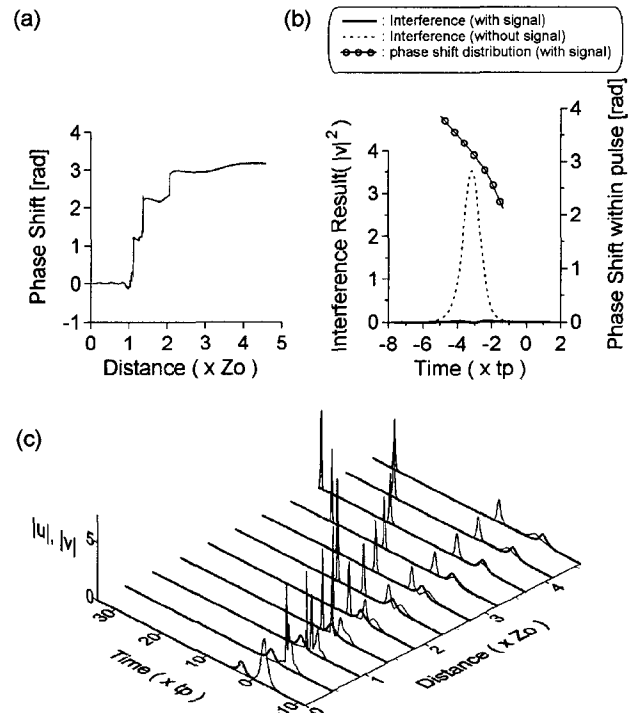 (a)
(b)
: Interference (with signal)
: Interference (without signal)
: phase shift distribution (with signal)
Phase Shift [rad]
4
3
2
1
0
-1
0 1 2 3 4 5
Distance ( x Zo )
Interference Result( |v|²)
4
3
2
1
0
-8 -6 -4 -2 0 2
Time ( x tp )
4
3
2
1
0
Phase Shift within pulse [rad]
(c)
|u|, |v|
5
0
30
20
10
0
10
Time ( x tp )
0
1
2
3
4
Distance ( x Zo )